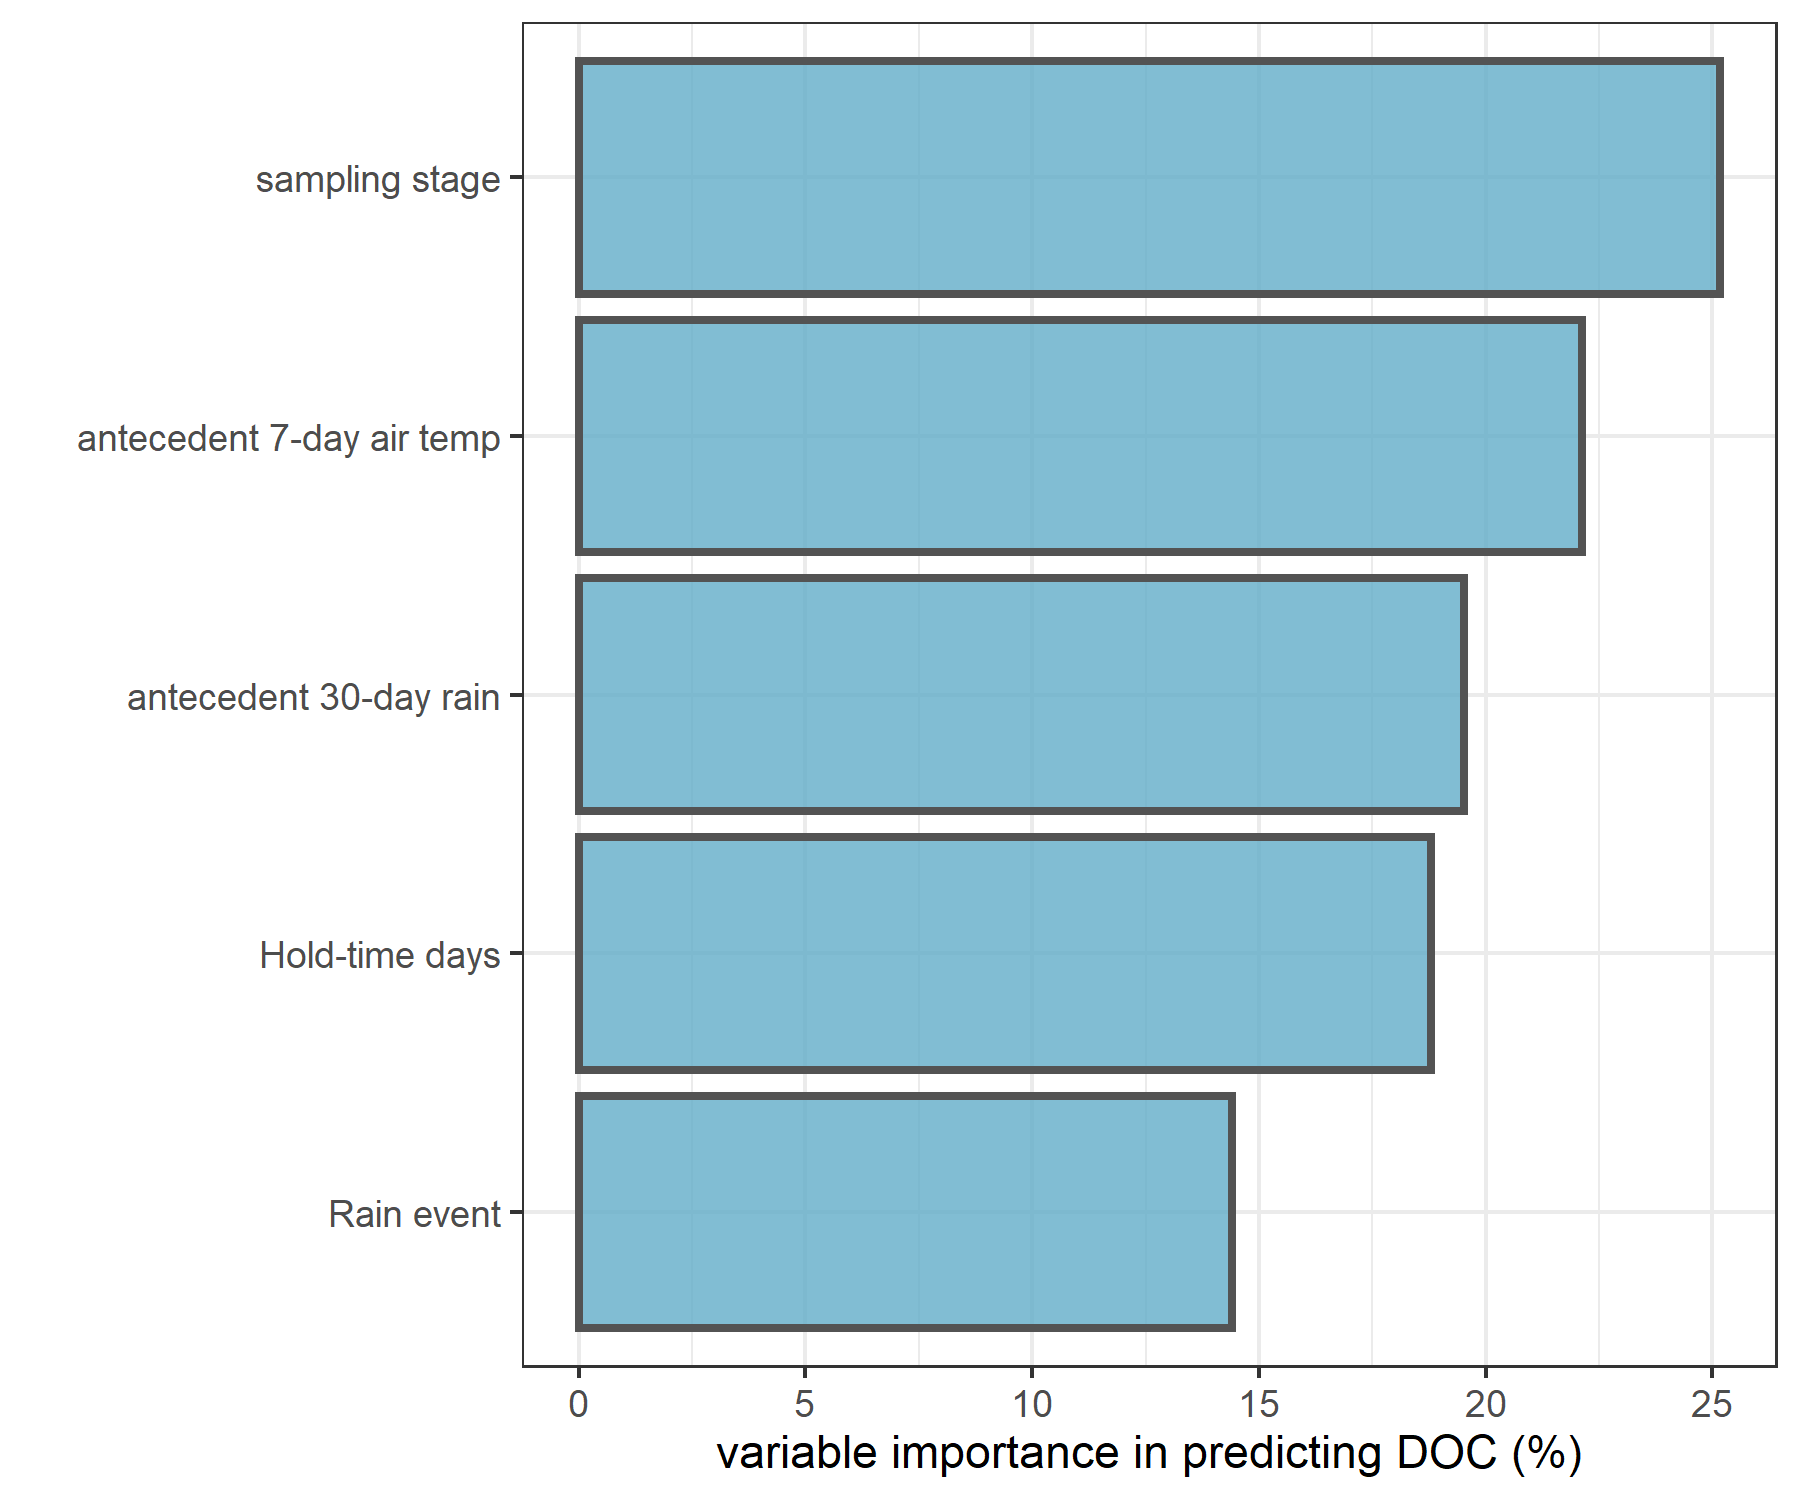 sampling stage
antecedent 7-day air temp
antecedent 30-day rain
Hold-time days
Rain event
0 5 10 15 20 25
variable importance in predicting DOC (%)